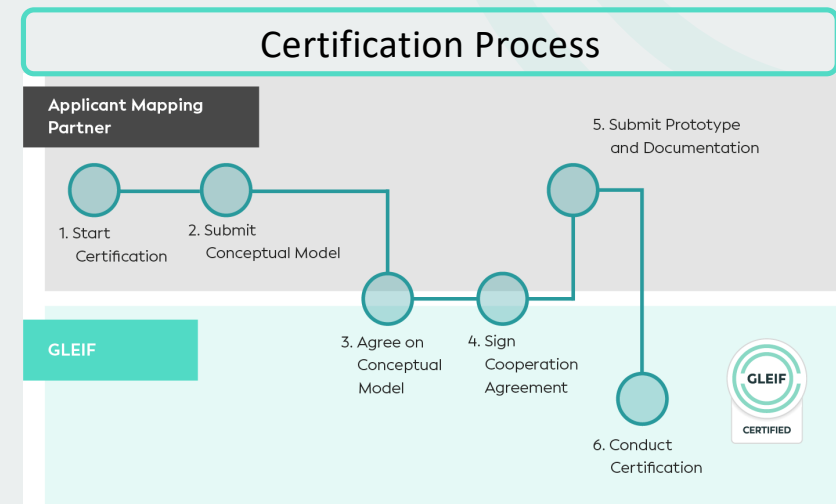 Certification Process
Applicant Mapping
Partner
5. Submit Prototype
and Documentation
1. Start
Certification
2. Submit
Conceptual Model
3. Agree on
Conceptual
Model
4. Sign
Cooperation
Agreement
GLEIF
GLEIF
CERTIFIED
6. Conduct
Certification